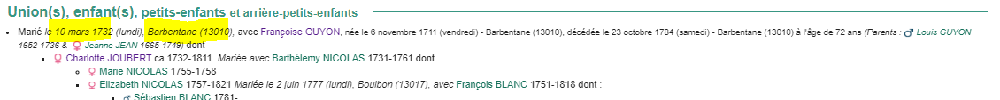 Union(s), enfant(s), petits-enfants et arrière-petits-enfants
• Marié le 10 mars 1732 (lundi), Barbentane (13010), avec Françoise GUYON, née le 6 novembre 1711 (vendredi) - Barbentane (13010), décédée le 23 octobre 1784 (samedi) - Barbentane (13010) à l'âge de 72 ans (Parents : ♂ Louis GUYON
1652-1736 & ♀ Jeanne JEAN 1665-1749) dont
▪ ♀ Charlotte JOUBERT ca 1732-1811 Mariée avec Barthélemy NICOLAS 1731-1761 dont
○ ♀ Marie NICOLAS 1755-1758
▪ ♀ Elizabeth NICOLAS 1757-1821 Mariée le 2 juin 1777 (lundi), Boulbon (13017), avec François BLANC 1751-1818 dont :
▪ ♂ Sébastien BLANC 1781-